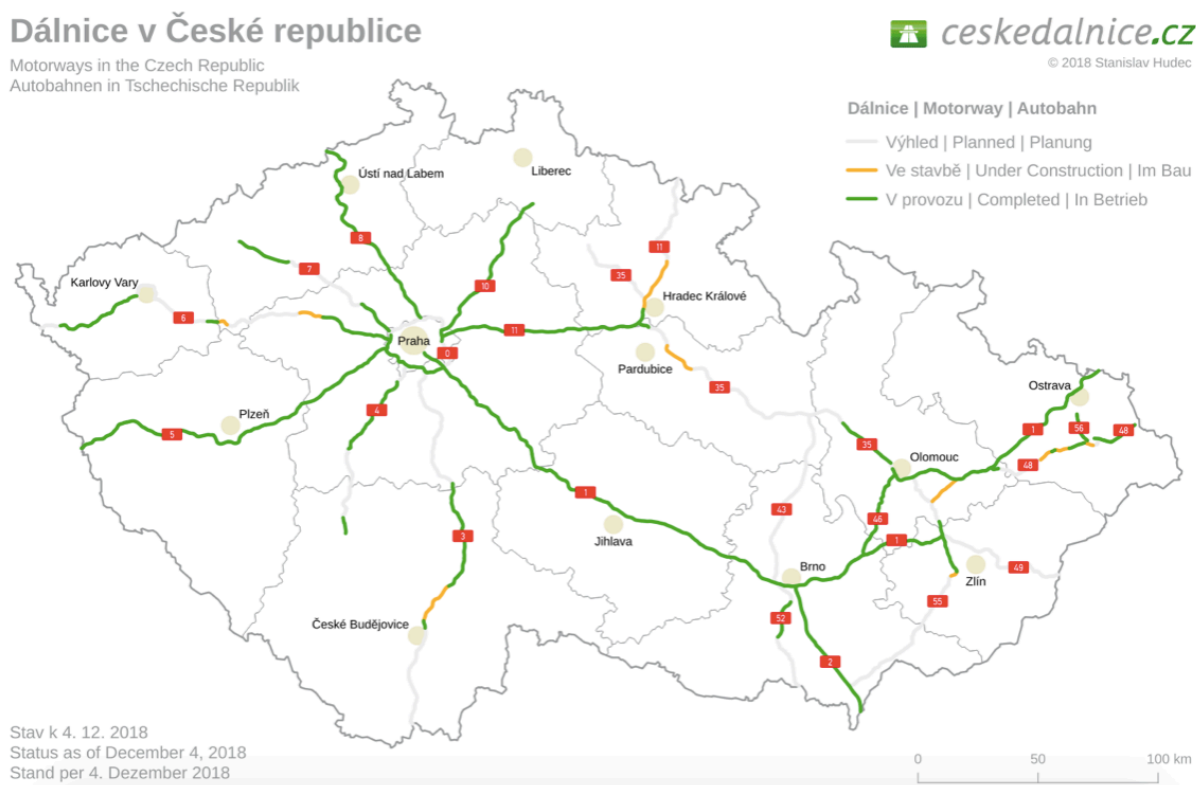 Dálnice v České republice
Motorways in the Czech Republic
Autobahnen in Tschechische Republik
ceskedalnice.cz
© 2018 Stanislav Hudec
Dálnice | Motorway | Autobahn
Výhled | Planned | Planung
Ve stavbě | Under Construction | Im Bau
V provozu | Completed | In Betrieb
Liberec
Ústí nad Labem
8
11
7
35
Karlovy Vary
10
Hradec Králové
6
11
Praha
0
Pardubice
35
Ostrava
4
Plzeň
5
56
48
1
35
Olomouc
48
1
43
46
3
Jihlava
1
Brno
49
Zlín
55
52
České Budějovice
2
Stav k 4. 12. 2018
Status as of December 4, 2018
Stand per 4. Dezember 2018
0 50 100 km